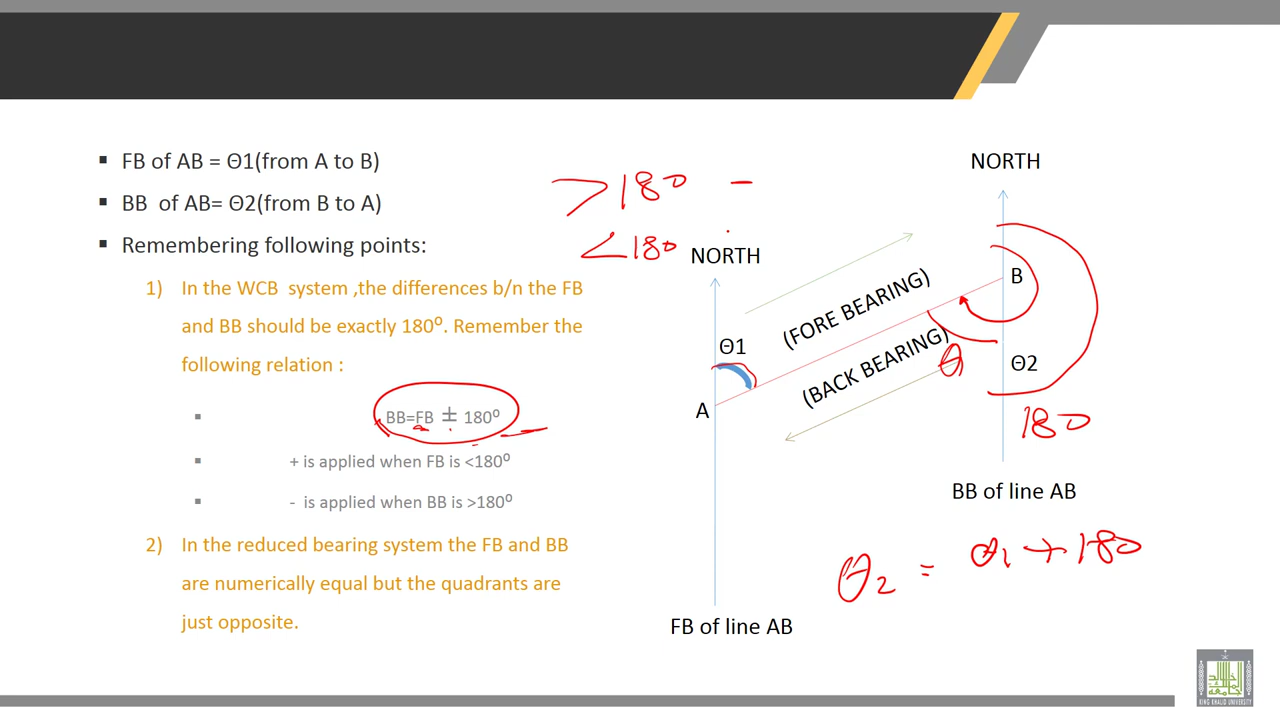 FB of AB = Θ1(from A to B)
BB of AB= Θ2(from B to A)
Remembering following points:
1) In the WCB system ,the differences b/n the FB
and BB should be exactly 180⁰. Remember the
following relation :
BB=FB ± 180⁰
+ is applied when FB is <180⁰
- is applied when BB is >180⁰
2) In the reduced bearing system the FB and BB
are numerically equal but the quadrants are
just opposite.
>180 -
<180
NORTH
Θ1
A
FB of line AB
(FORE BEARING)
(BACK BEARING)
NORTH
B
θ
Θ2
180
BB of line AB
θ2 = θ1 + 180
KING KHALID UNIVERSITY